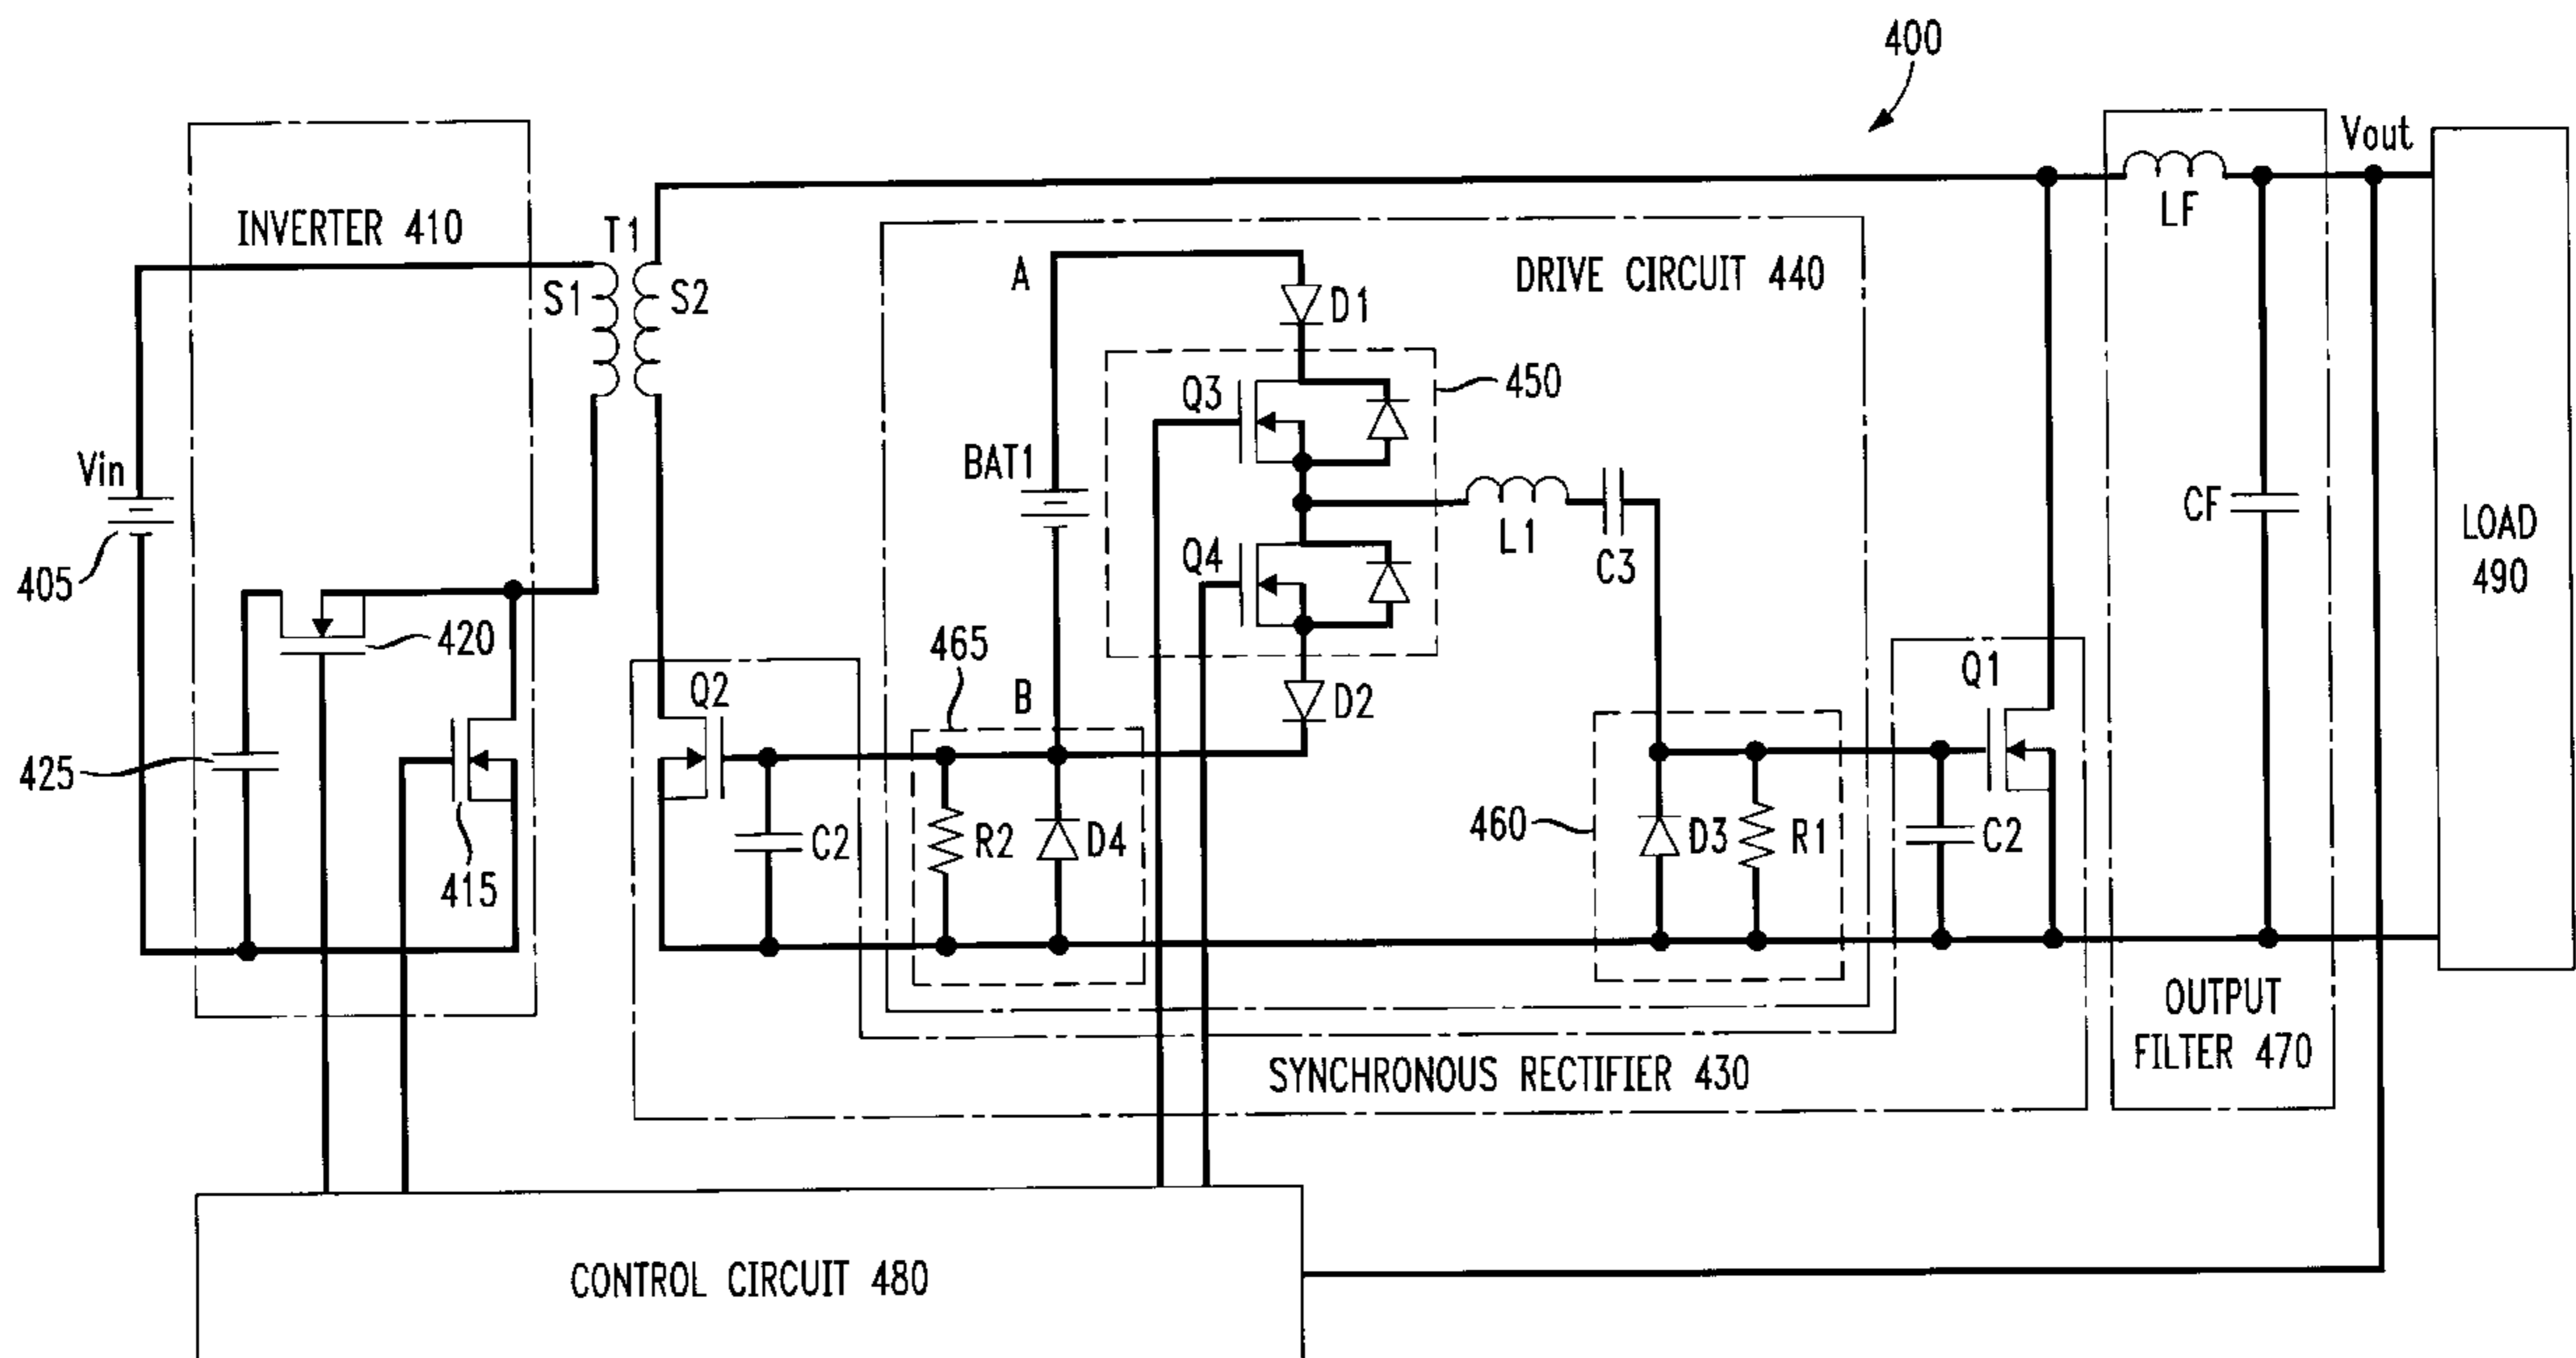 400
Vout
INVERTER 410
T1
S1
S2
LF
A
DRIVE CIRCUIT 440
D1
450
Q3
Vin
BAT1
CF
LOAD
490
L1
C3
Q4
405
420
465
Q2
B
D2
Q1
425
415
C2
R2
D4
460
D3
R1
C2
OUTPUT
FILTER 470
SYNCHRONOUS RECTIFIER 430
CONTROL CIRCUIT 480